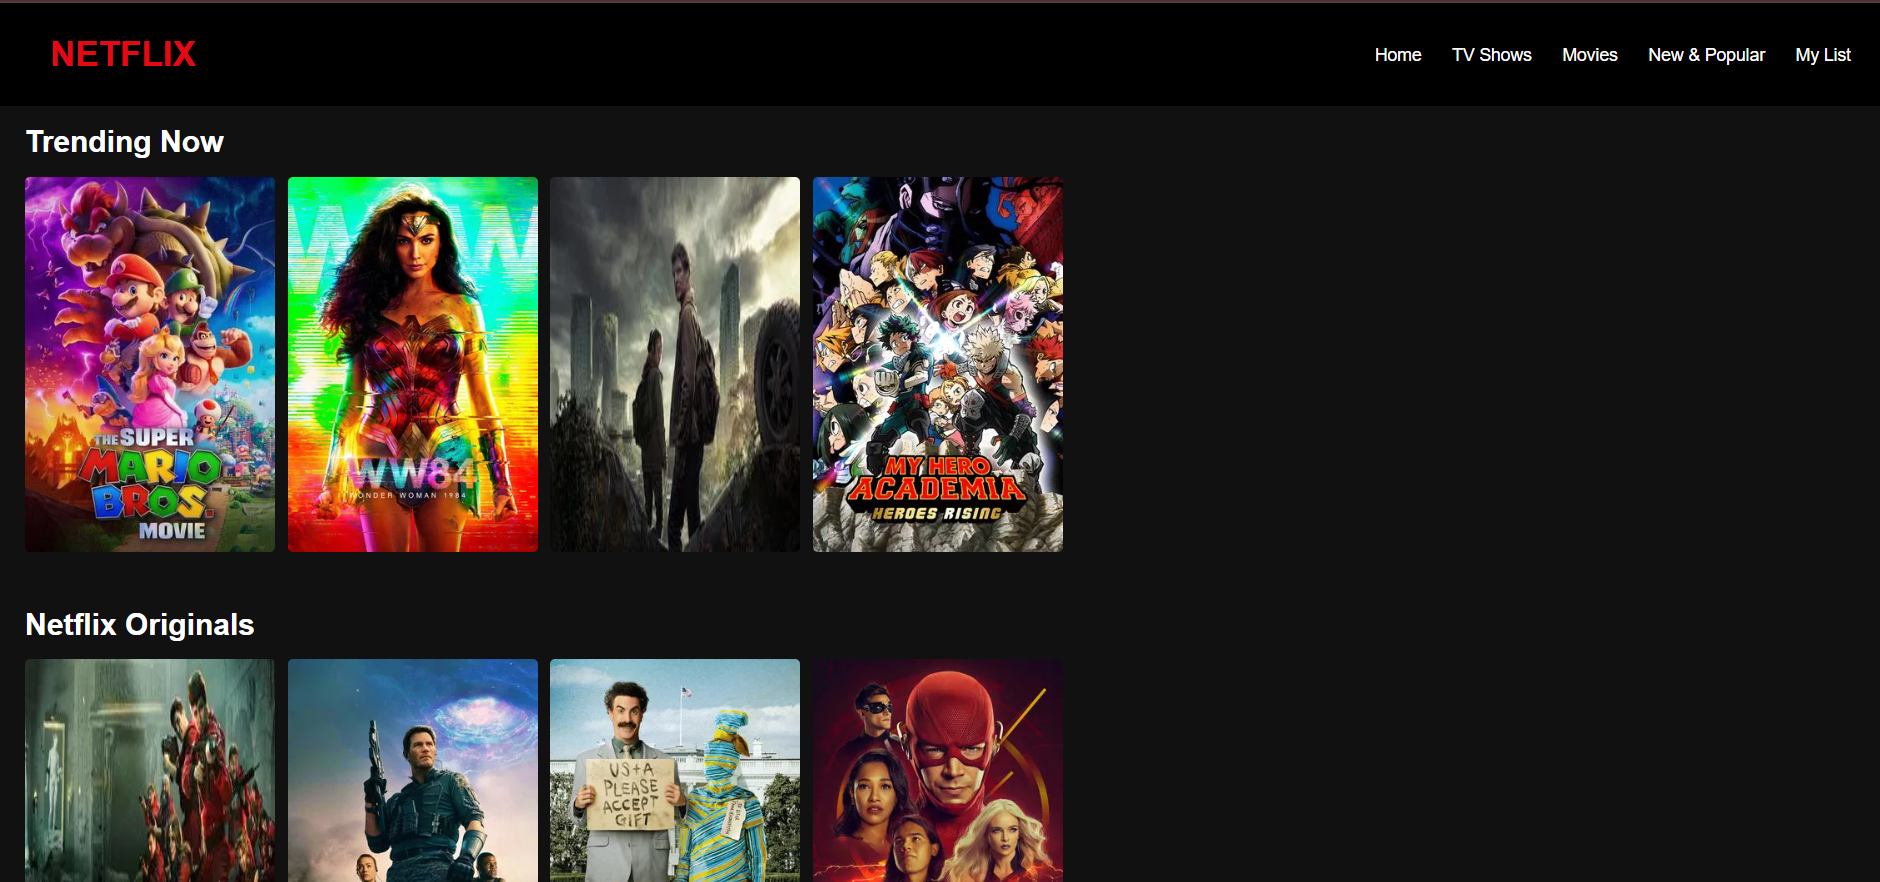 NETFLIX
Home TV Shows Movies New & Popular My List
Trending Now
THE SUPER
MARIO
BROS.
MOVIE
WW84
WONDER WOMAN 1984
MY HERO
ACADEMIA
HEROES RISING
Netflix Originals
US+A
PLEASE
ACCEPT
GIFT